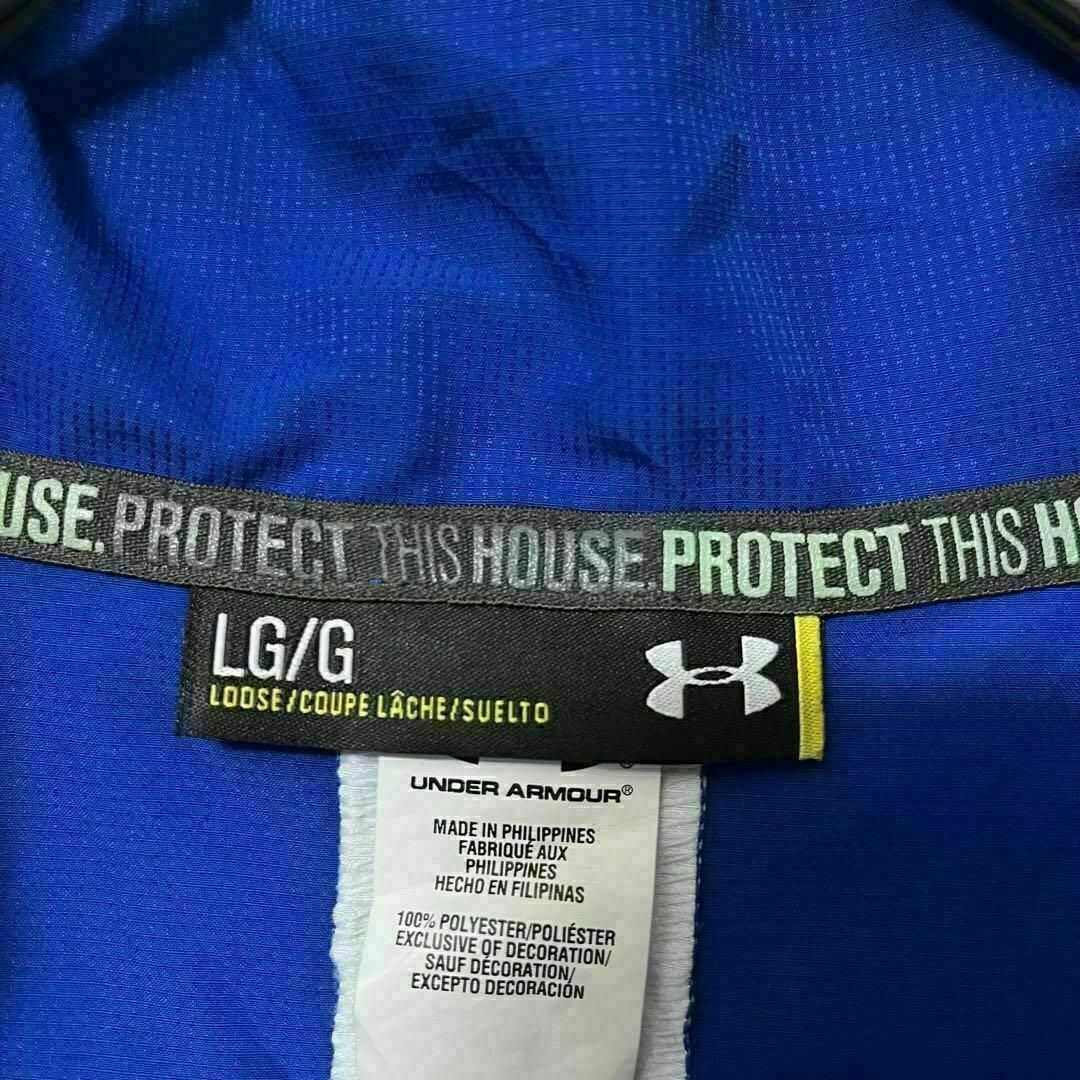 USE. PROTECT THIS HOUSE. PROTECT THIS HO
LG/G
LOOSE/COUPE LÂCHE/SUELTO
UNDER ARMOUR®
MADE IN PHILIPPINES
FABRIQUÉ AUX
PHILIPPINES
HECHO EN FILIPINAS
100% POLYESTER/POLIÉSTER
EXCLUSIVE OF DECORATION/
SAUF DÉCORATION/
EXCEPTO DECORACIÓN